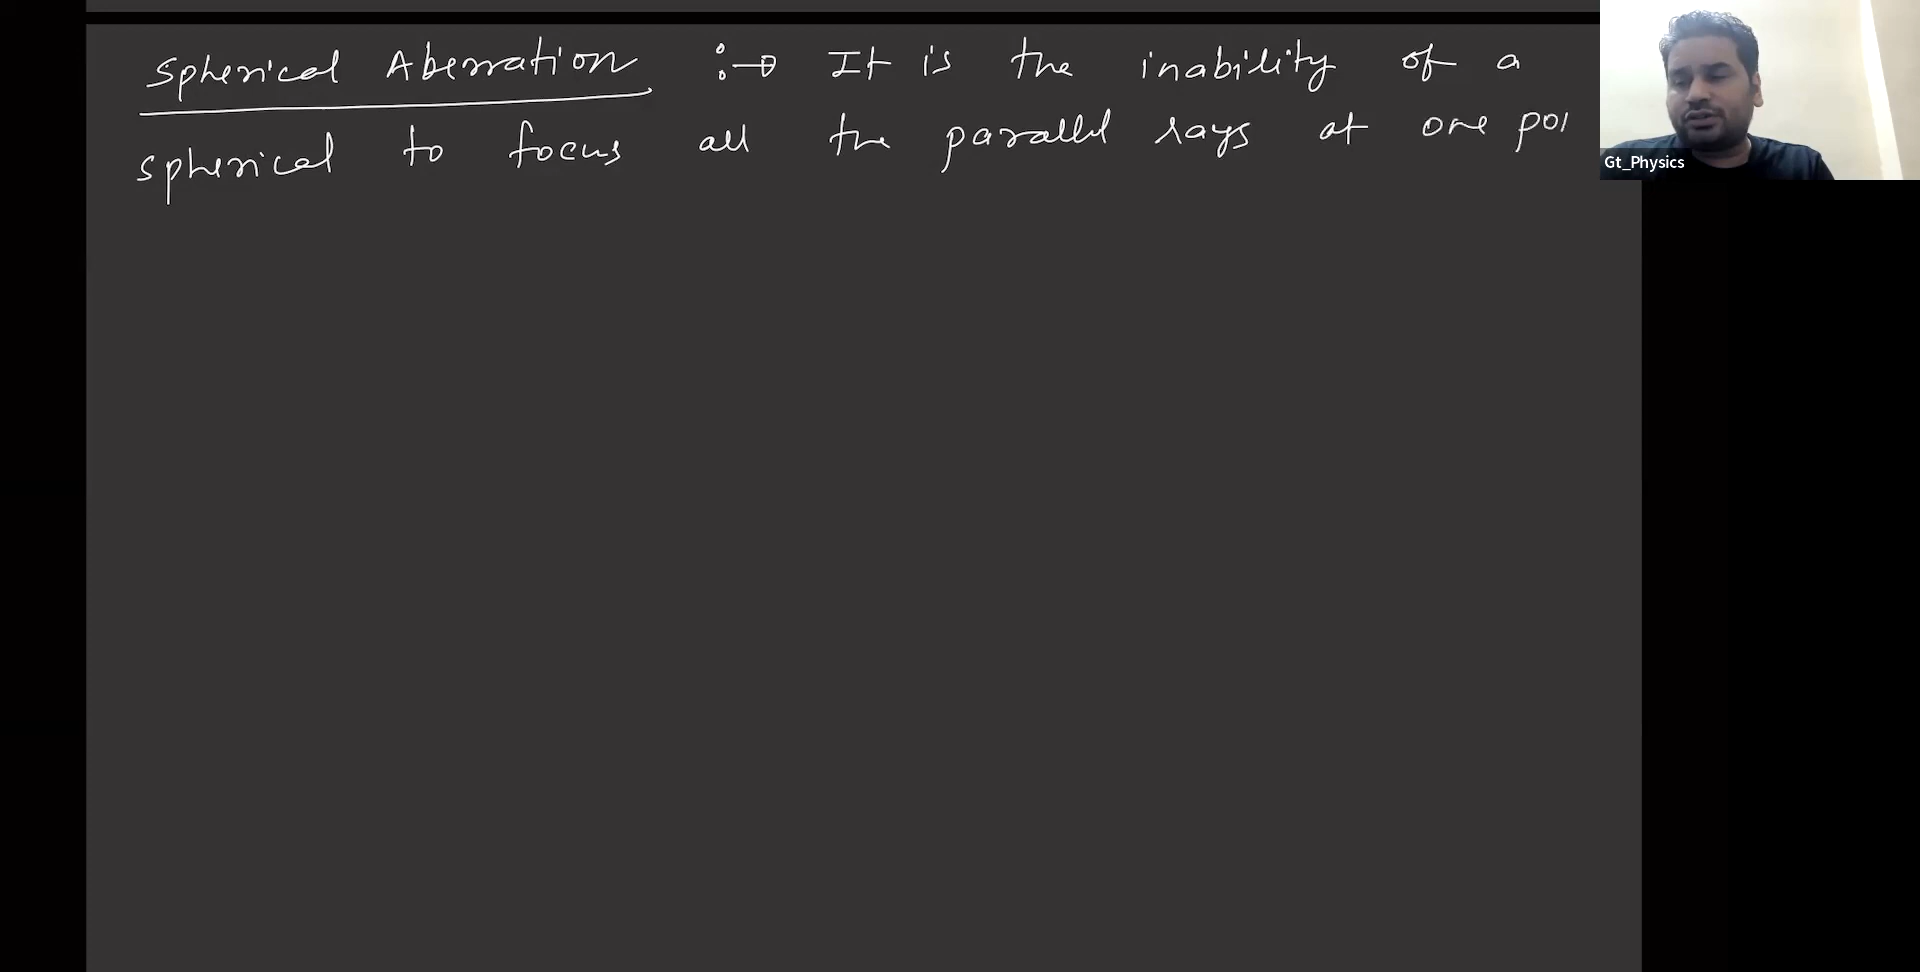 Spherical Aberration :→ It is the inability of a
spherical to focus all the parallel rays at one poi
Gt_Physics